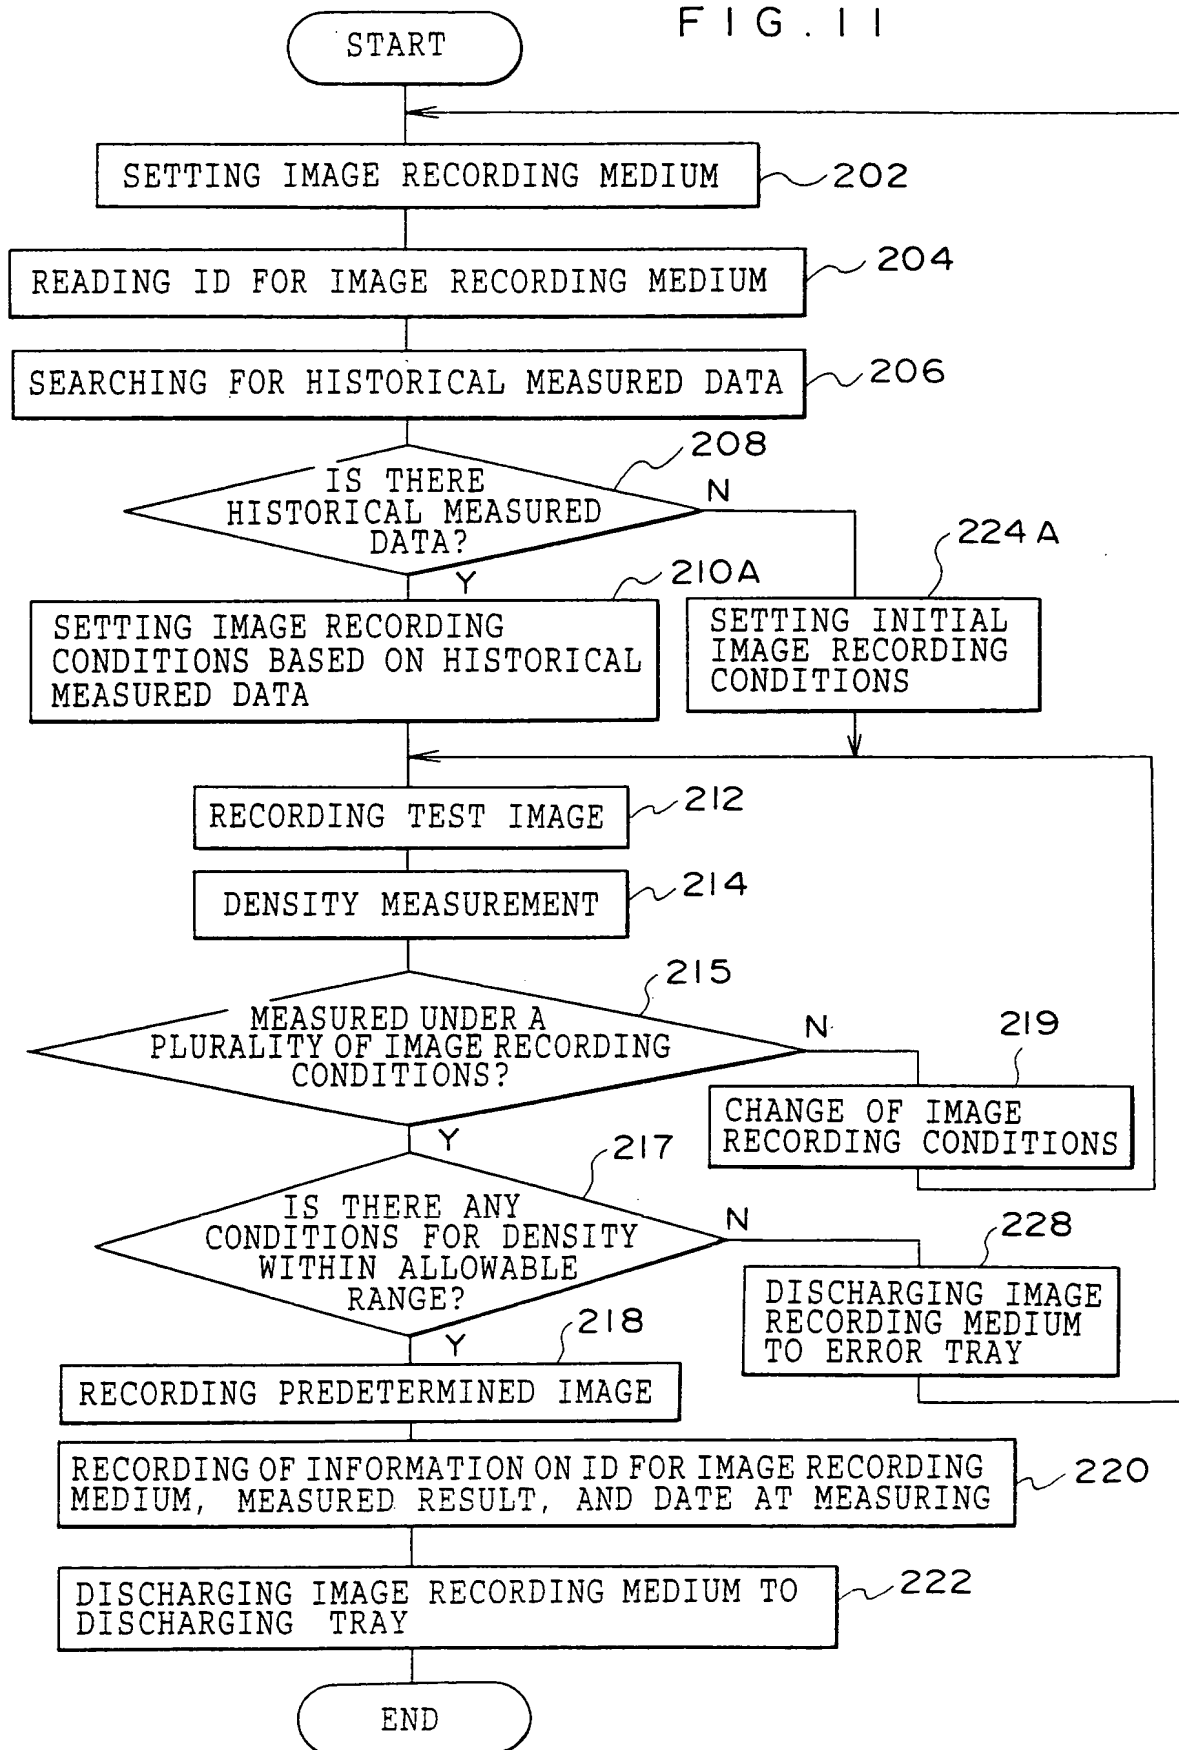 FIG. 11
START
SETTING IMAGE RECORDING MEDIUM
202
READING ID FOR IMAGE RECORDING MEDIUM
204
SEARCHING FOR HISTORICAL MEASURED DATA
206
208
IS THERE
HISTORICAL MEASURED
DATA?
N
Y
210A
SETTING IMAGE RECORDING
CONDITIONS BASED ON HISTORICAL
MEASURED DATA
224A
SETTING INITIAL
IMAGE RECORDING
CONDITIONS
RECORDING TEST IMAGE
212
DENSITY MEASUREMENT
214
215
MEASURED UNDER A
PLURALITY OF IMAGE RECORDING
CONDITIONS?
N
Y
219
CHANGE OF IMAGE
RECORDING CONDITIONS
217
IS THERE ANY
CONDITIONS FOR DENSITY
WITHIN ALLOWABLE
RANGE?
N
Y
228
DISCHARGING IMAGE
RECORDING MEDIUM
TO ERROR TRAY
218
RECORDING PREDETERMINED IMAGE
RECORDING OF INFORMATION ON ID FOR IMAGE RECORDING
MEDIUM, MEASURED RESULT, AND DATE AT MEASURING
220
DISCHARGING IMAGE RECORDING MEDIUM TO
DISCHARGING TRAY
222
END